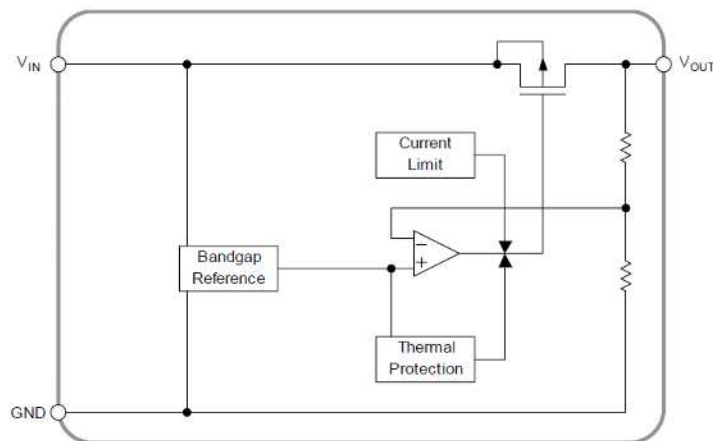 VIN
VOUT
Current
Limit
−
+
Bandgap
Reference
Thermal
Protection
GND